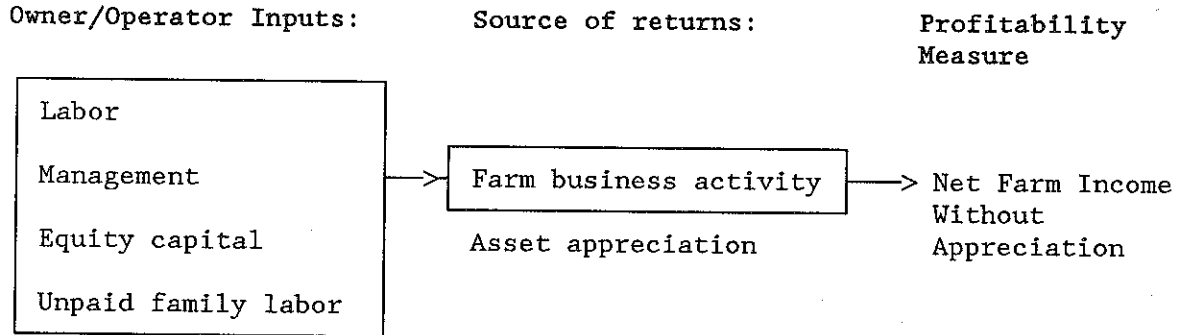 Owner/Operator Inputs:
Source of returns:
Profitability
Measure
Labor
Management
Equity capital
Unpaid family labor
Farm business activity
Asset appreciation
Net Farm Income
Without
Appreciation